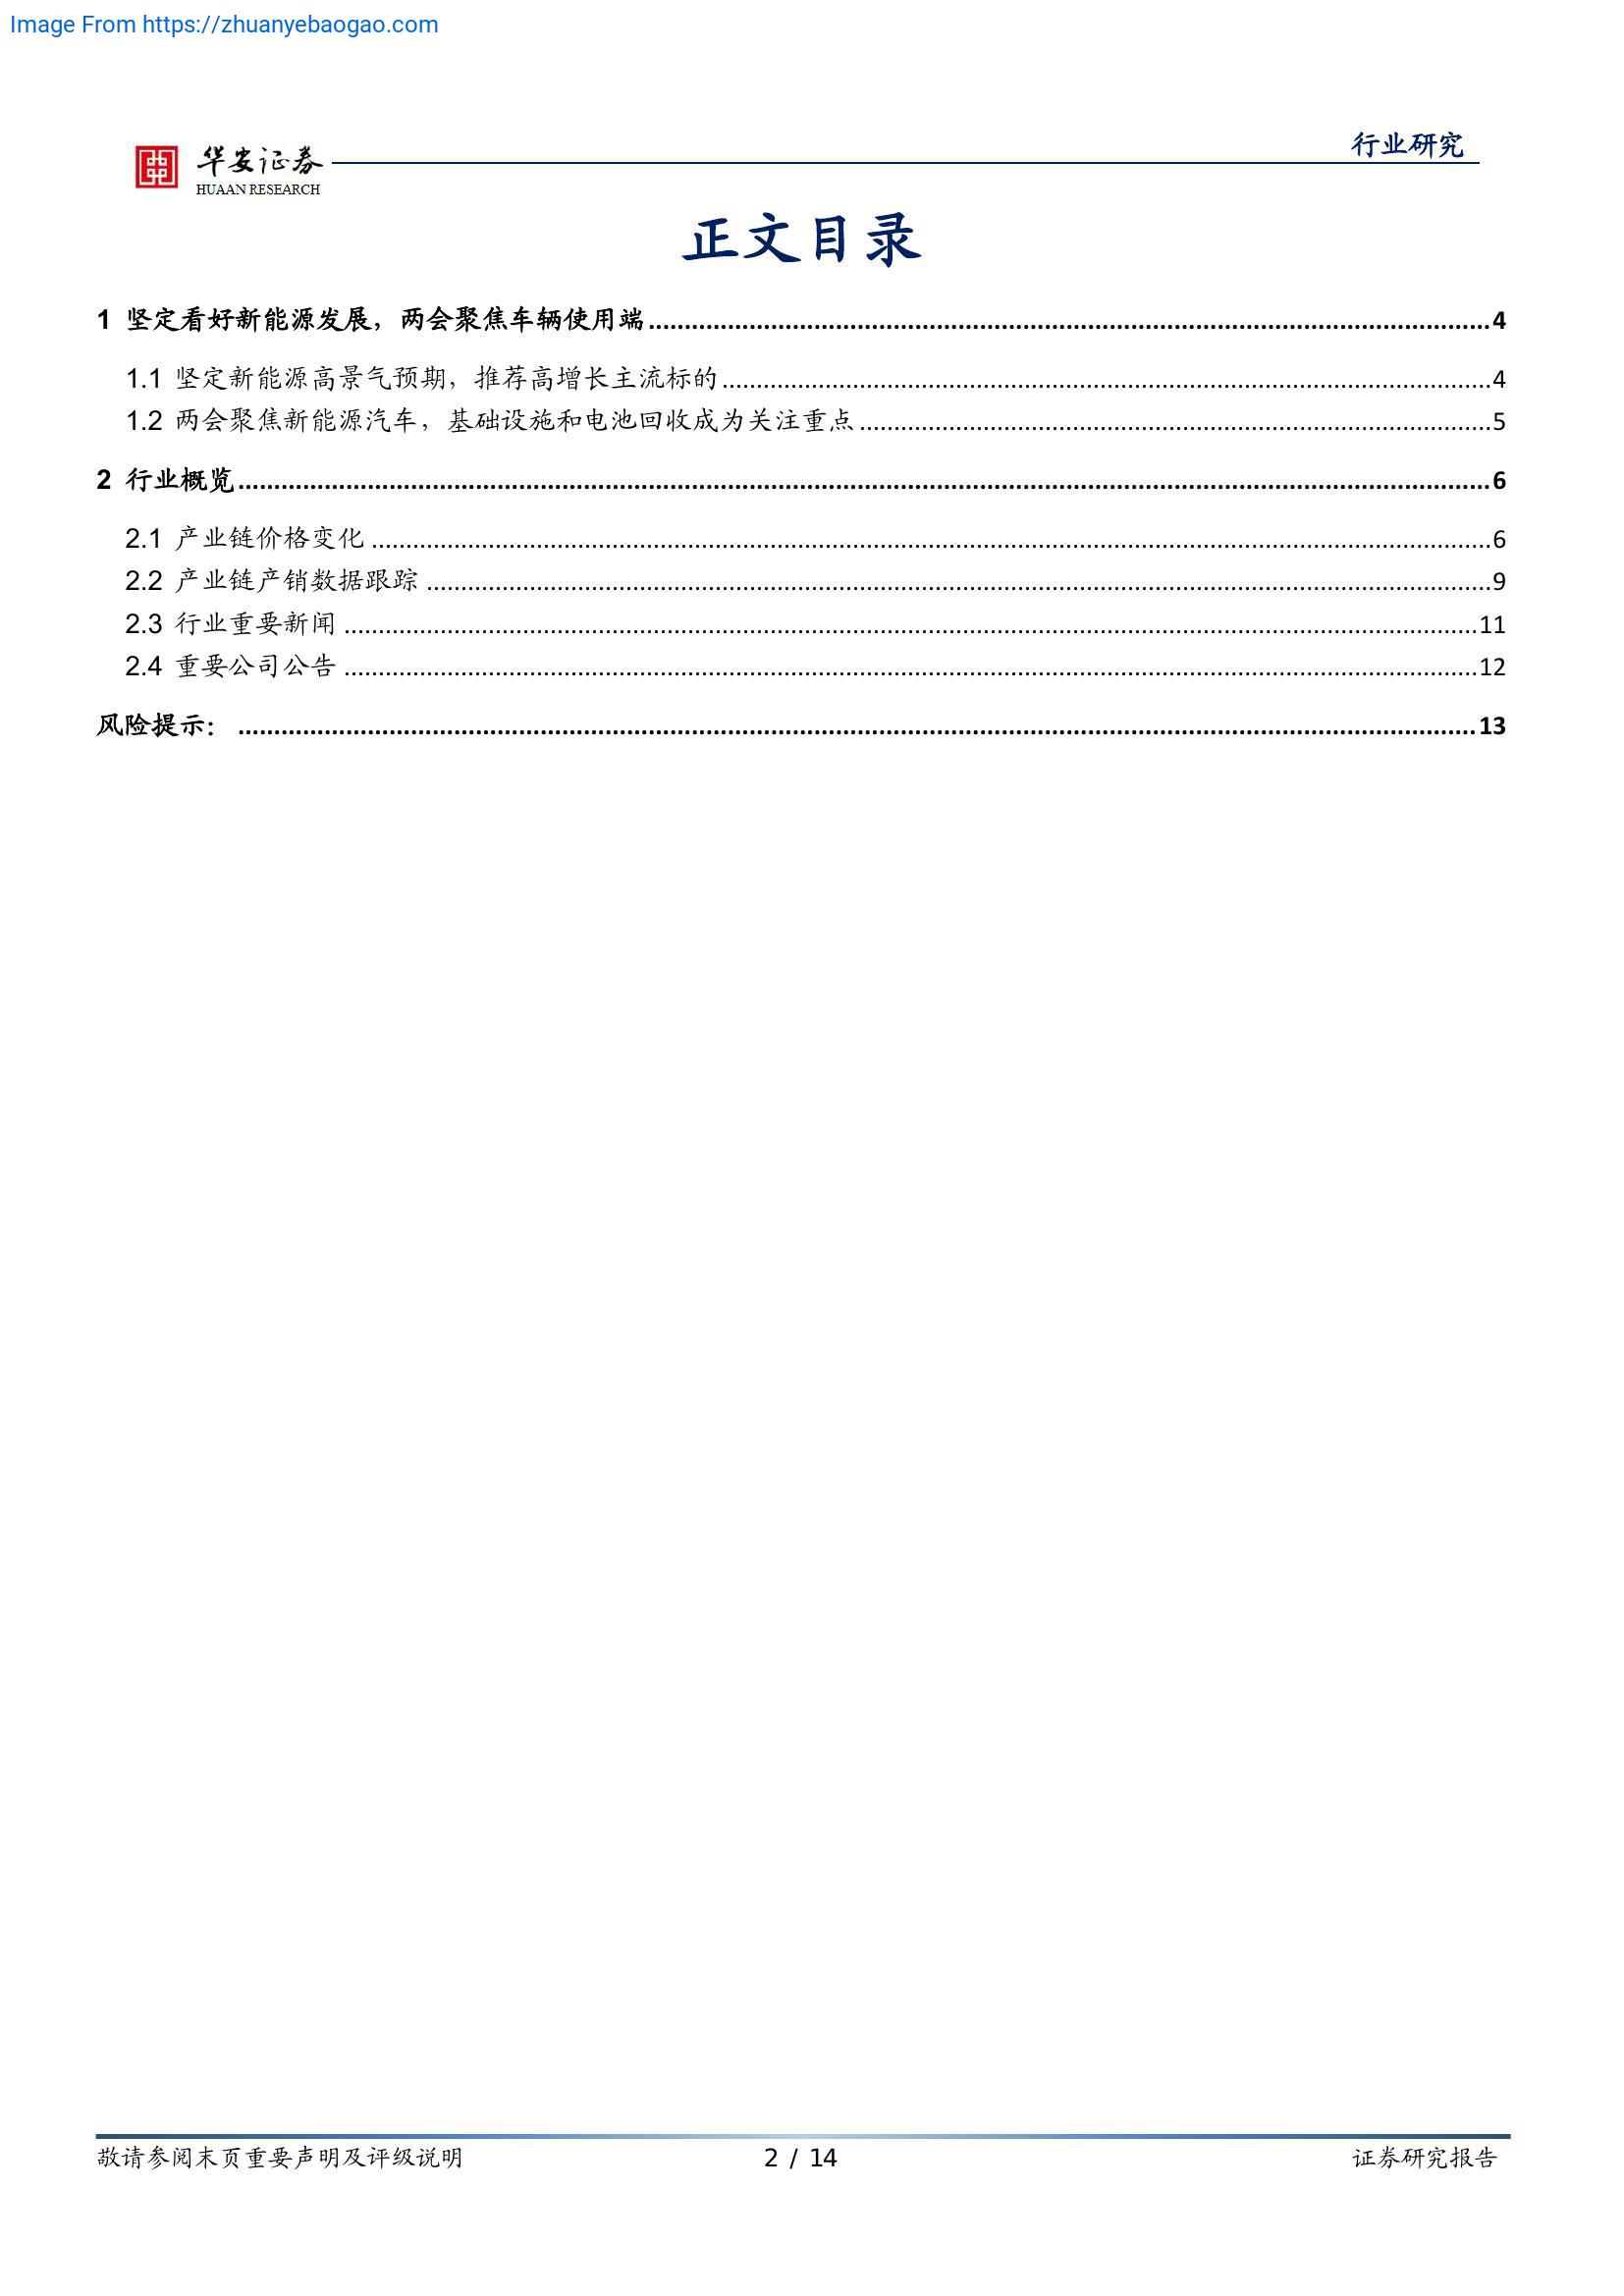 Image From https://zhuanyebaogao.com
行业研究
华安证券
HUAAN RESEARCH
正文目录
1 坚定看好新能源发展，两会聚焦车辆使用端 4
1.1 坚定新能源高景气预期，推荐高增长主流标的 4
1.2 两会聚焦新能源汽车，基础设施和电池回收成为关注重点 5
2 行业概览 6
2.1 产业链价格变化 6
2.2 产业链产销数据跟踪 9
2.3 行业重要新闻 11
2.4 重要公司公告 12
风险提示： 13
敬请参阅末页重要声明及评级说明 2 / 14 证券研究报告